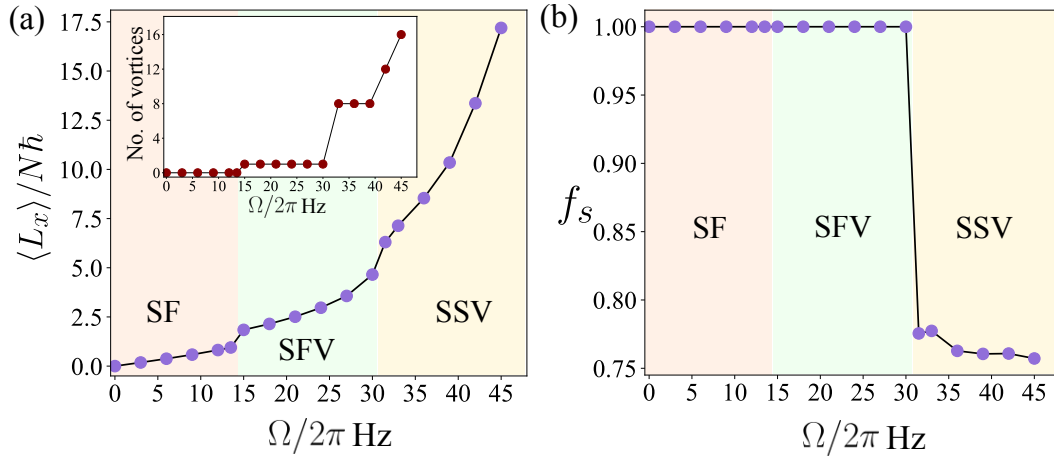 (a)
17.5
15.0
12.5
10.0
7.5
5.0
2.5
0.0
⟨L_x⟩/Nℏ
16
12
8
4
0
No. of vortices
0 5 10 15 20 25 30 35 40 45
Ω/2π Hz
SF
SFV
SSV
0 5 10 15 20 25 30 35 40 45
Ω/2π Hz
(b)
1.00
0.95
0.90
0.85
0.80
0.75
f_s
SF
SFV
SSV
0 5 10 15 20 25 30 35 40 45
Ω/2π Hz